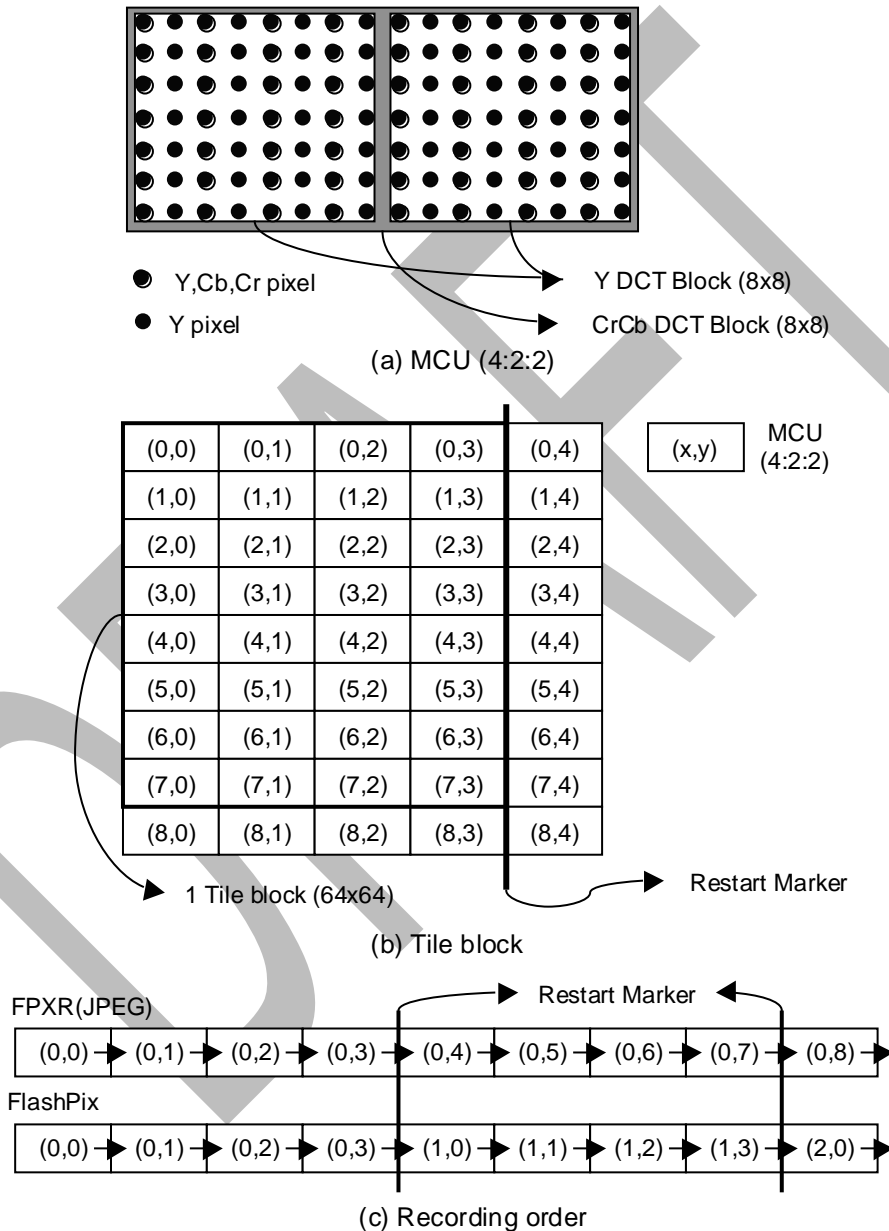 Y,Cb,Cr pixel
Y DCT Block (8x8)
Y pixel
CrCb DCT Block (8x8)
(a) MCU (4:2:2)
(0,0) (0,1) (0,2) (0,3) (0,4)
(x,y)
MCU
(4:2:2)
(1,0) (1,1) (1,2) (1,3) (1,4)
(2,0) (2,1) (2,2) (2,3) (2,4)
(3,0) (3,1) (3,2) (3,3) (3,4)
(4,0) (4,1) (4,2) (4,3) (4,4)
(5,0) (5,1) (5,2) (5,3) (5,4)
(6,0) (6,1) (6,2) (6,3) (6,4)
(7,0) (7,1) (7,2) (7,3) (7,4)
(8,0) (8,1) (8,2) (8,3) (8,4)
1 Tile block (64x64)
Restart Marker
(b) Tile block
Restart Marker
FPXR(JPEG)
(0,0) (0,1) (0,2) (0,3) (0,4) (0,5) (0,6) (0,7) (0,8)
FlashPix
(0,0) (0,1) (0,2) (0,3) (1,0) (1,1) (1,2) (1,3) (2,0)
(c) Recording order